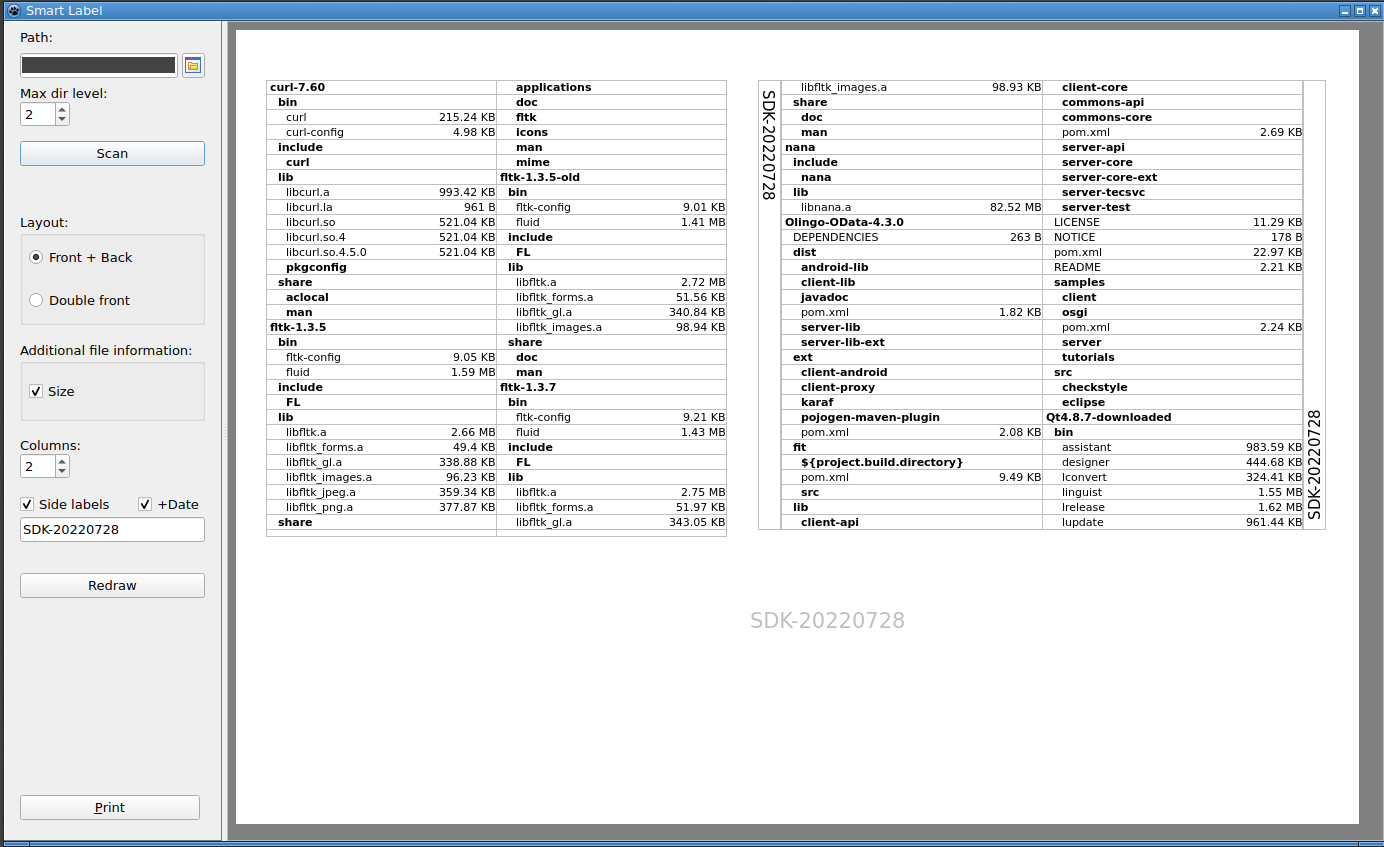 Smart Label
Path:
Max dir level:
2
Scan
Layout:
Front + Back
Double front
Additional file information:
Size
Columns:
2
Side labels +Date
SDK-20220728
Redraw
Print
curl-7.60
bin
curl 215.24 KB
curl-config 4.98 KB
include
curl
lib
libcurl.a 993.42 KB
libcurl.la 961 B
libcurl.so 521.04 KB
libcurl.so.4 521.04 KB
libcurl.so.4.5.0 521.04 KB
pkgconfig
share
aclocal
man
fltk-1.3.5
bin
fltk-config 9.05 KB
fluid 1.59 MB
include
FL
lib
libfltk.a 2.66 MB
libfltk_forms.a 49.4 KB
libfltk_gl.a 338.88 KB
libfltk_images.a 96.23 KB
libfltk_jpeg.a 359.34 KB
libfltk_png.a 377.87 KB
share
applications
doc
fltk
icons
man
mime
fltk-1.3.5-old
bin
fltk-config 9.01 KB
fluid 1.41 MB
include
FL
lib
libfltk.a 2.72 MB
libfltk_forms.a 51.56 KB
libfltk_gl.a 340.84 KB
libfltk_images.a 98.94 KB
share
doc
man
fltk-1.3.7
bin
fltk-config 9.21 KB
fluid 1.43 MB
include
FL
lib
libfltk.a 2.75 MB
libfltk_forms.a 51.97 KB
libfltk_gl.a 343.05 KB
SDK-20220728
libfltk_images.a 98.93 KB
share
doc
man
nana
include
nana
lib
libnana.a 82.52 MB
Olingo-OData-4.3.0
DEPENDENCIES 263 B
dist
android-lib
client-lib
javadoc
pom.xml 1.82 KB
server-lib
server-lib-ext
ext
client-android
client-proxy
karaf
pojogen-maven-plugin
pom.xml 2.08 KB
fit
${project.build.directory}
pom.xml 9.49 KB
src
lib
client-api
client-core
commons-api
commons-core
pom.xml 2.69 KB
server-api
server-core
server-core-ext
server-tecsvc
server-test
LICENSE 11.29 KB
NOTICE 178 B
pom.xml 22.97 KB
README 2.21 KB
samples
client
osgi
pom.xml 2.24 KB
server
tutorials
src
checkstyle
eclipse
Qt4.8.7-downloaded
bin
assistant 983.59 KB
designer 444.68 KB
lconvert 324.41 KB
linguist 1.55 MB
lrelease 1.62 MB
lupdate 961.44 KB
SDK-20220728
SDK-20220728